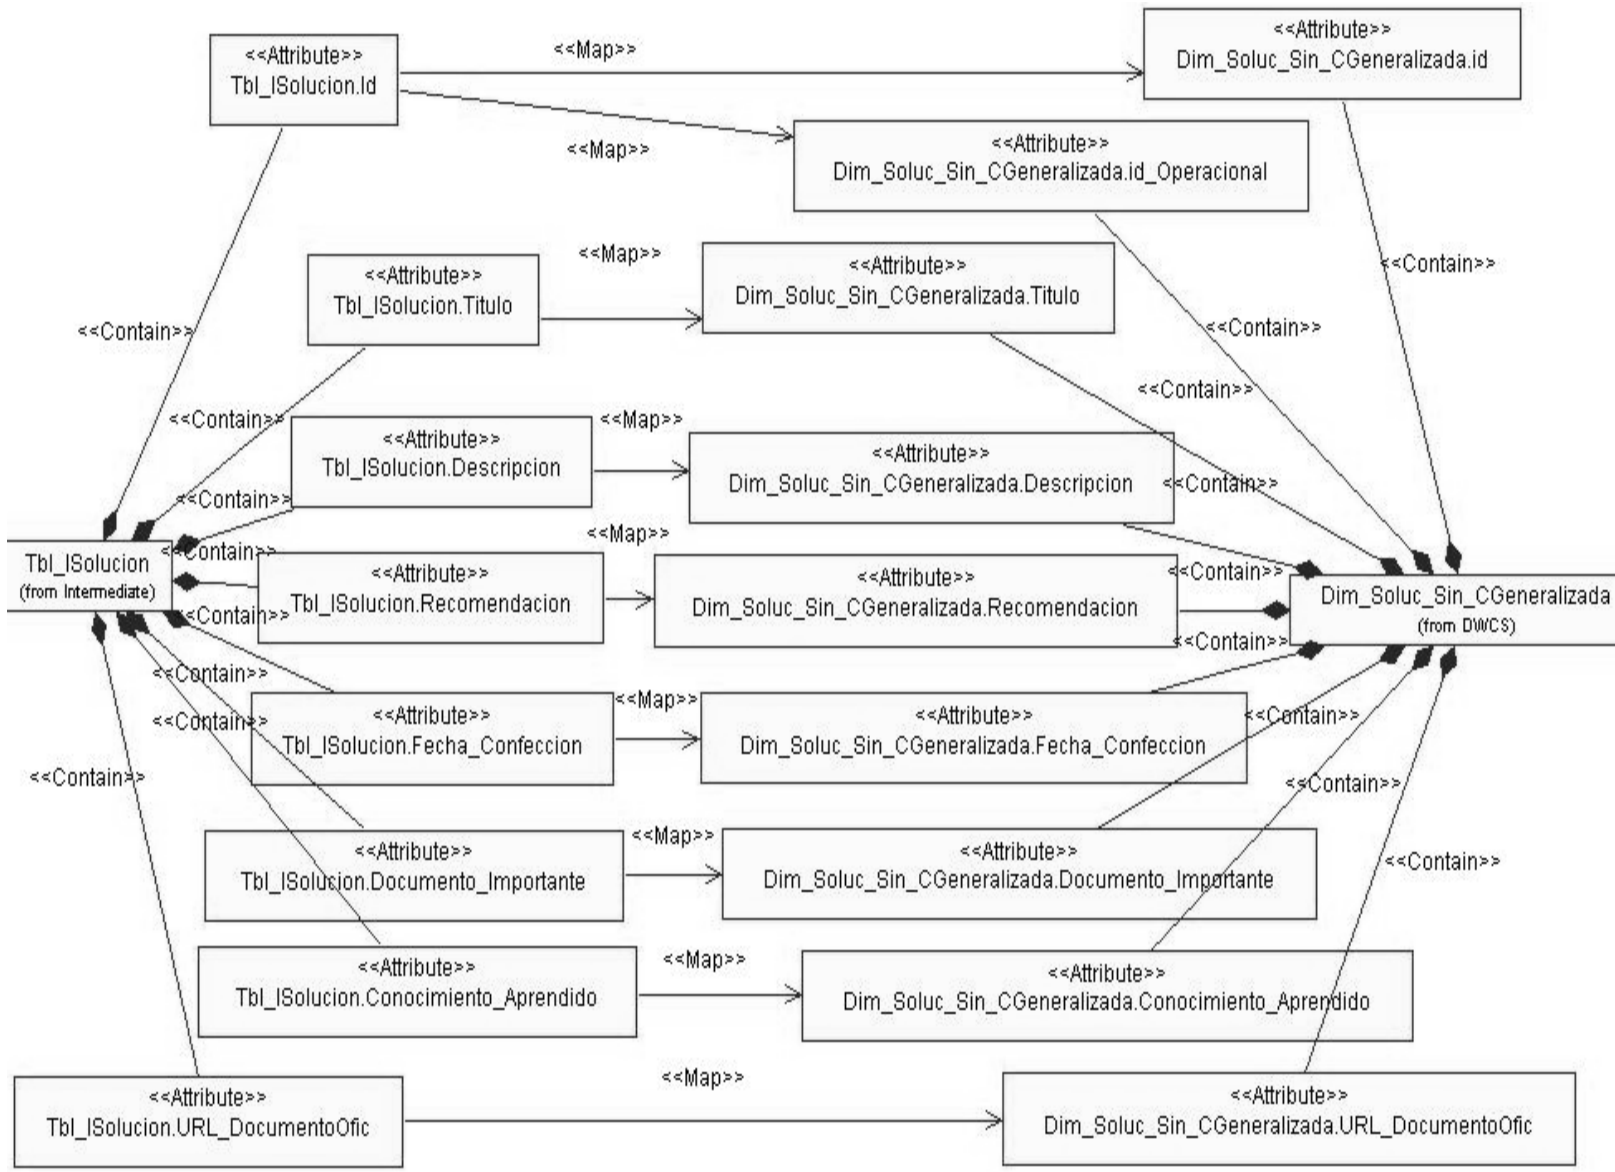 <<Attribute>>
Tbl_ISolucion.Id
<<Map>>
<<Attribute>>
Dim_Soluc_Sin_CGeneralizada.id
<<Map>>
<<Attribute>>
Dim_Soluc_Sin_CGeneralizada.id_Operacional
<<Contain>>
<<Attribute>>
Tbl_ISolucion.Titulo
<<Map>>
<<Attribute>>
Dim_Soluc_Sin_CGeneralizada.Titulo
<<Contain>>
<<Contain>>
<<Contain>>
<<Contain>>
<<Attribute>>
Tbl_ISolucion.Descripcion
<<Map>>
<<Attribute>>
Dim_Soluc_Sin_CGeneralizada.Descripcion
<<Contain>>
<<Contain>>
<<Contain>>
Tbl_ISolucion
(from Intermediate)
<<Attribute>>
Tbl_ISolucion.Recomendacion
<<Map>>
<<Attribute>>
Dim_Soluc_Sin_CGeneralizada.Recomendacion
<<Contain>>
Dim_Soluc_Sin_CGeneralizada
(from DWCS)
<<Contain>>
<<Contain>>
<<Contain>>
<<Attribute>>
Tbl_ISolucion.Fecha_Confeccion
<<Map>>
<<Attribute>>
Dim_Soluc_Sin_CGeneralizada.Fecha_Confeccion
<<Contain>>
<<Contain>>
<<Contain>>
<<Contain>>
<<Attribute>>
Tbl_ISolucion.Documento_Importante
<<Map>>
<<Attribute>>
Dim_Soluc_Sin_CGeneralizada.Documento_Importante
<<Contain>>
<<Attribute>>
Tbl_ISolucion.Conocimiento_Aprendido
<<Map>>
<<Attribute>>
Dim_Soluc_Sin_CGeneralizada.Conocimiento_Aprendido
<<Attribute>>
Tbl_ISolucion.URL_DocumentoOfic
<<Map>>
<<Attribute>>
Dim_Soluc_Sin_CGeneralizada.URL_DocumentoOfic